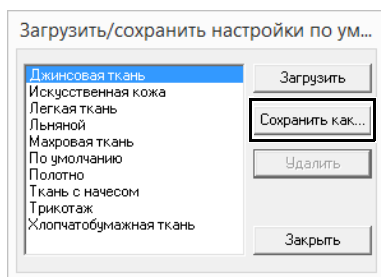 Загрузить/сохранить настройки по ум...
Джинсовая ткань
Искусственная кожа
Легкая ткань
Льняной
Махровая ткань
По умолчанию
Полотно
Ткань с начесом
Трикотаж
Хлопчатобумажная ткань
Загрузить
Сохранить как...
Удалить
Закрыть